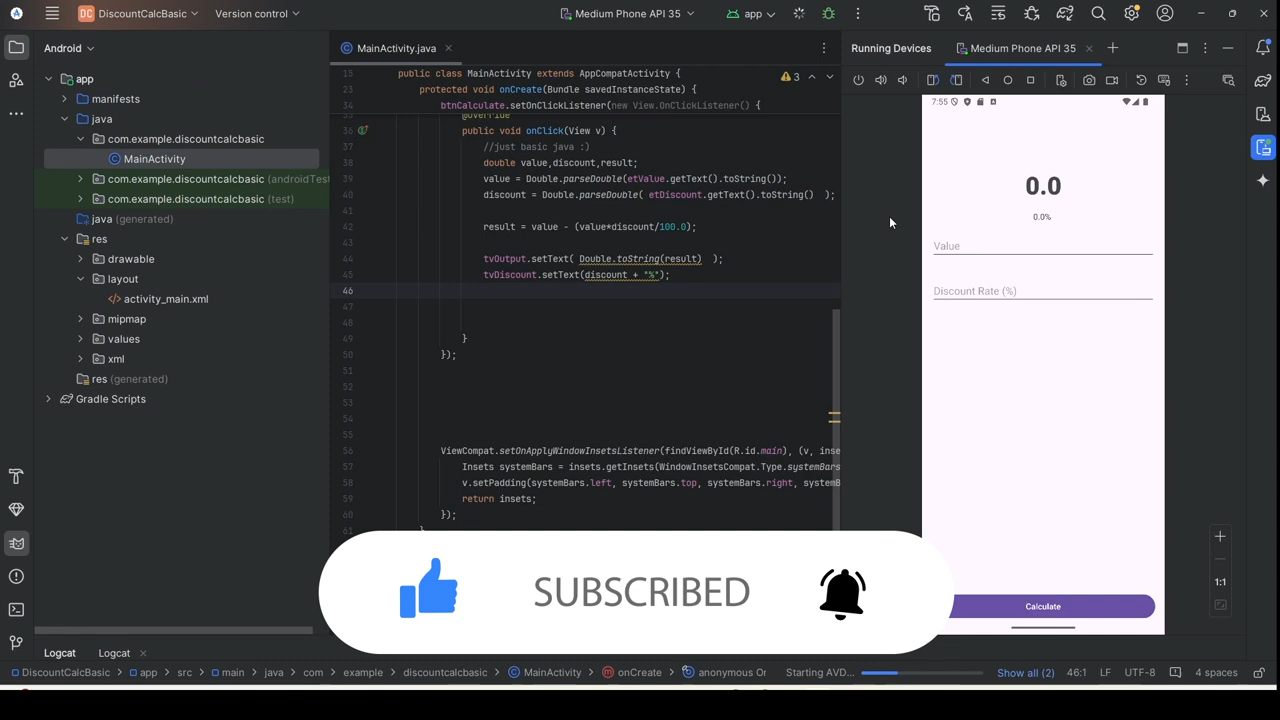 DC DiscountCalcBasic Version control Medium Phone API 35 app
Android
MainActivity.java
Running Devices Medium Phone API 35
app
manifests
java
com.example.discountcalcbasic
MainActivity
com.example.discountcalcbasic (androidTest
com.example.discountcalcbasic (test)
java (generated)
res
drawable
layout
activity_main.xml
mipmap
values
xml
res (generated)
Gradle Scripts
3
15 public class MainActivity extends AppCompatActivity {
23 protected void onCreate(Bundle savedInstanceState) {
34 btnCalculate.setOnClickListener(new View.OnClickListener() {
35 @Override
36 public void onClick(View v) {
37 //just basic java :)
38 double value,discount,result;
39 value = Double.parseDouble(etValue.getText().toString());
40 discount = Double.parseDouble( etDiscount.getText().toString() );
41
42 result = value - (value*discount/100.0);
43
44 tvOutput.setText( Double.toString(result) );
45 tvDiscount.setText(discount + "%");
46
47
48
49 }
50 });
51
52
53
54
55
56 ViewCompat.setOnApplyWindowInsetsListener(findViewById(R.id.main), (v, inse
57 Insets systemBars = insets.getInsets(WindowInsetsCompat.Type.systemBars
58 v.setPadding(systemBars.left, systemBars.top, systemBars.right, systemB
59 return insets;
60 });
61 }
7:55
0.0
0.0%
Value
Discount Rate (%)
Calculate
1:1
SUBSCRIBED
Logcat Logcat
DiscountCalcBasic app src main java com example discountcalcbasic MainActivity onCreate anonymous Or Starting AVD... Show all (2) 46:1 LF UTF-8 4 spaces